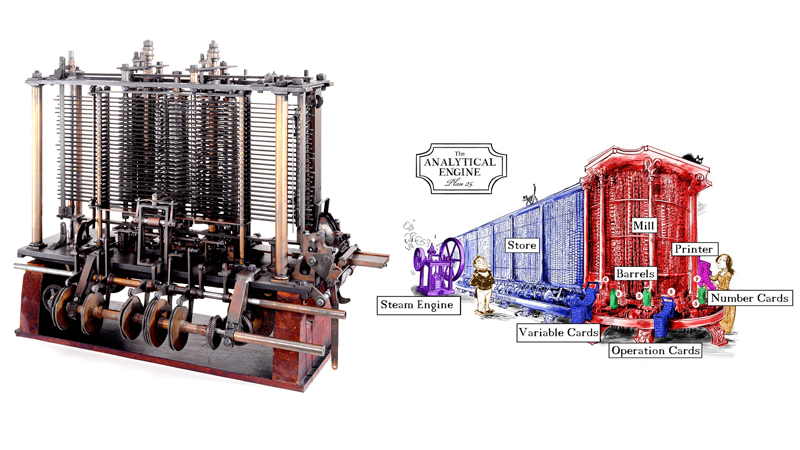 The
ANALYTICAL
ENGINE
Plan 25
Store
Mill
Printer
Barrels
Steam Engine
Number Cards
Variable Cards
Operation Cards